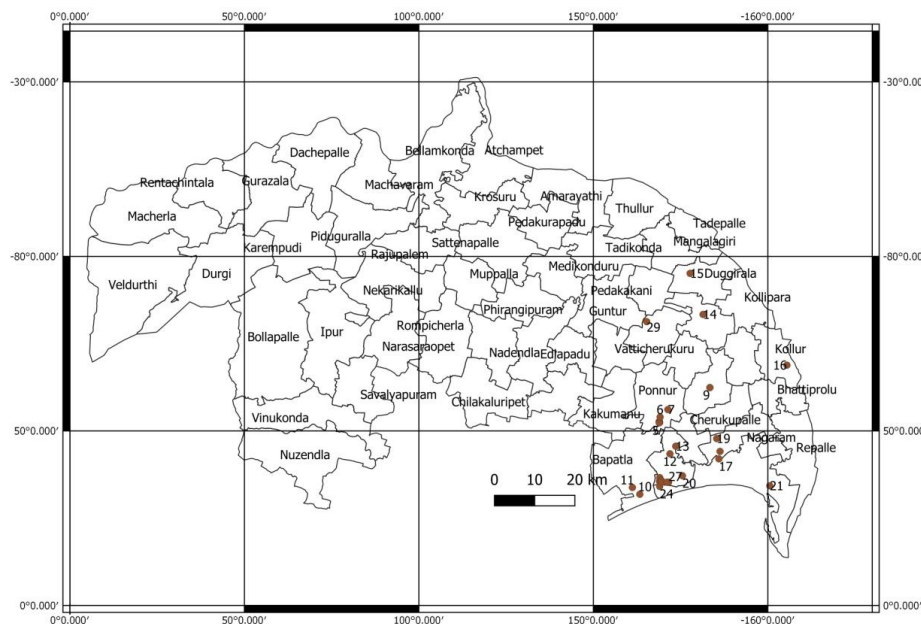 0°0.000' 50°0.000' 100°0.000' 150°0.000' -160°0.000'
-30°0.000' -30°0.000'
Bellamkonda Atchampet
Dachepalle
Rentachintala Gurazala Machavaram
Krosuru Amarayathi
Macherla Thullur
Pedakurapadu Tadepalle
Piduguralla
Karempudi Sattenapalle Tadikonda Mangalagiri
-80°0.000' Rajupalem -80°0.000'
Durgi Muppalla Medikonduru 15 Duggirala
Veldurthi Nekarikallu Pedakakani
Kollipara
Phirangipuram Guntur 14
Bollapalle Ipur Rompicherla 29
Narasaraopet Nadendla Edlapadu Vatticherukuru Kollur
16
Savalyapuram Ponnur 9 Bhattiprolu
Chilakaluripet
Vinukonda Kakumanu 6 7 Cherukupalle
50°0.000' 5 50°0.000'
19 Nagaram
Nuzendla 13 Repalle
Bapatla 12 17
11 10 27 20 21
0 10 20 km 24
0°0.000' 0°0.000'
0°0.000' 50°0.000' 100°0.000' 150°0.000' -160°0.000'